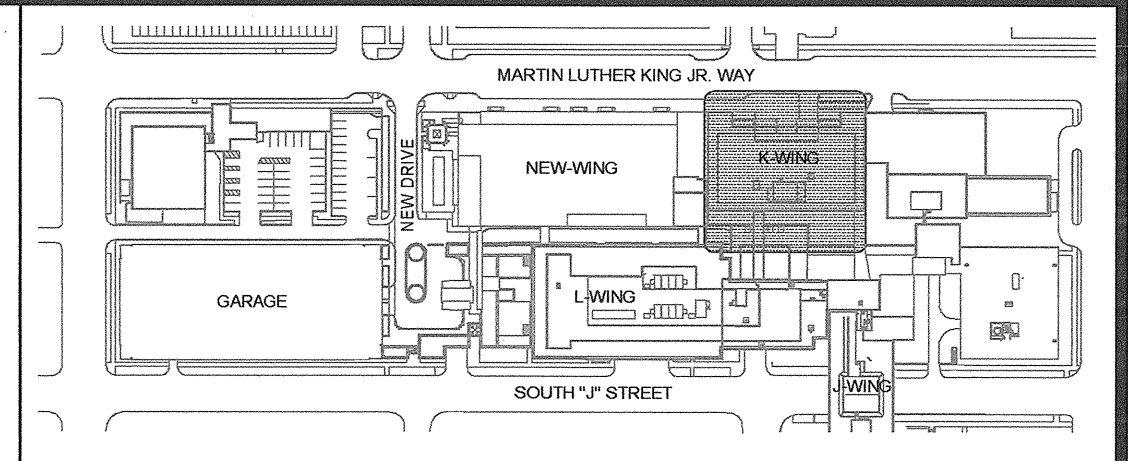 MARTIN LUTHER KING JR. WAY
K-WING
NEW-WING
NEW DRIVE
L-WING
GARAGE
J-WING
SOUTH "J" STREET